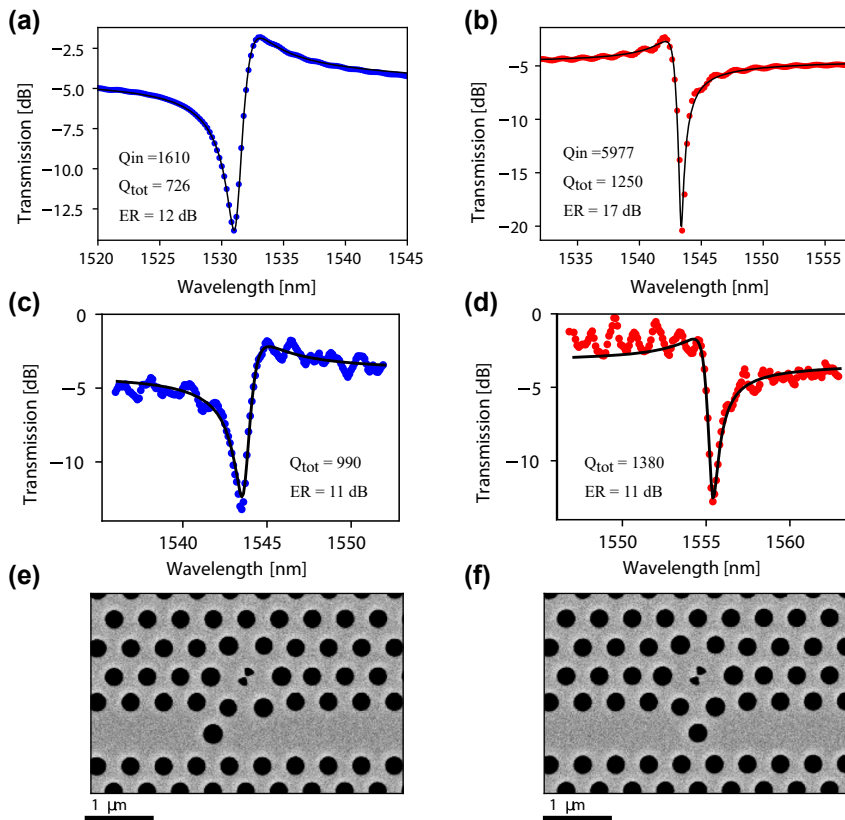 (a)
(b)
Transmission [dB]
−2.5
−5.0
−7.5
−10.0
−12.5
Qin =1610
Qtot = 726
ER = 12 dB
1520
1525
1530
1535
1540
1545
Wavelength [nm]
Transmission [dB]
−5
−10
−15
−20
Qin =5977
Qtot = 1250
ER = 17 dB
1535
1540
1545
1550
1555
Wavelength [nm]
(c)
(d)
Transmission [dB]
0
−5
−10
Qtot = 990
ER = 11 dB
1540
1545
1550
Wavelength [nm]
Transmission [dB]
0
−5
−10
Qtot = 1380
ER = 11 dB
1550
1555
1560
Wavelength [nm]
(e)
(f)
1 µm
1 µm